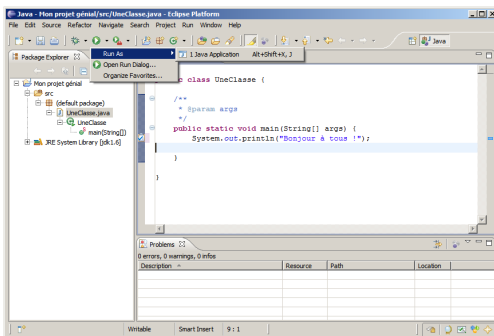 Java - Mon projet génial/src/UneClasse.java - Eclipse Platform
File Edit Source Refactor Navigate Search Project Run Window Help
Java
Package Explorer
Run As
1 Java Application Alt+Shift+X, J
Open Run Dialog...
Organize Favorites...
Mon projet génial
src
(default package)
UneClasse.java
UneClasse
main(String[])
JRE System Library [jdk1.6]
c class UneClasse {
/**
* @param args
*/
public static void main(String[] args) {
System.out.println("Bonjour à tous !");
}
}
Problems
0 errors, 0 warnings, 0 infos
Description Resource Path Location
Writable Smart Insert 9 : 1